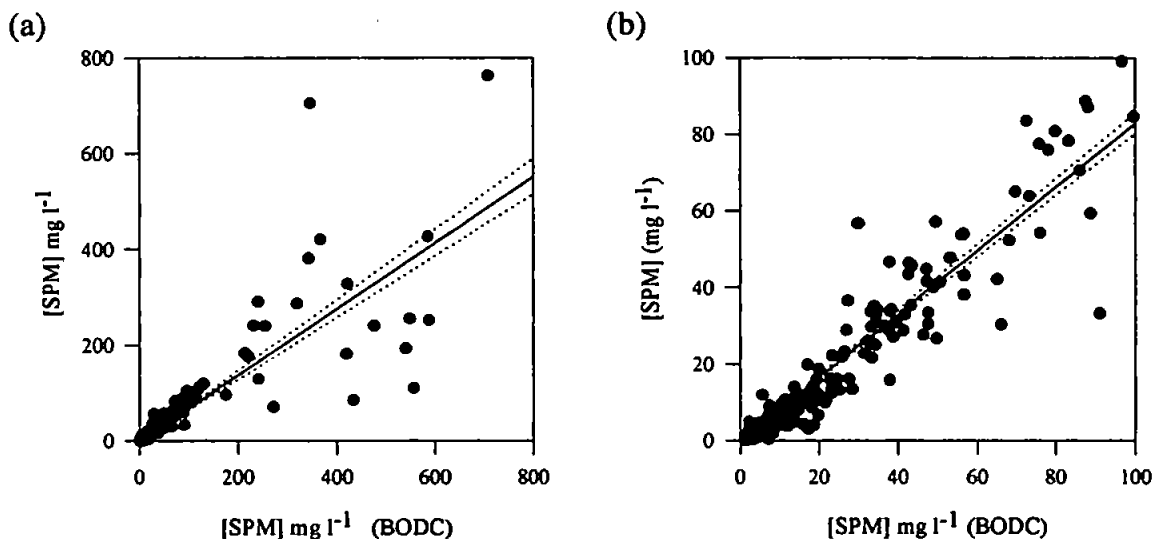 (a)
800
600
400
200
0
[SPM] mg l⁻¹
0 200 400 600 800
[SPM] mg l⁻¹ (BODC)
(b)
100
80
60
40
20
0
[SPM] (mg l⁻¹)
0 20 40 60 80 100
[SPM] mg l⁻¹ (BODC)